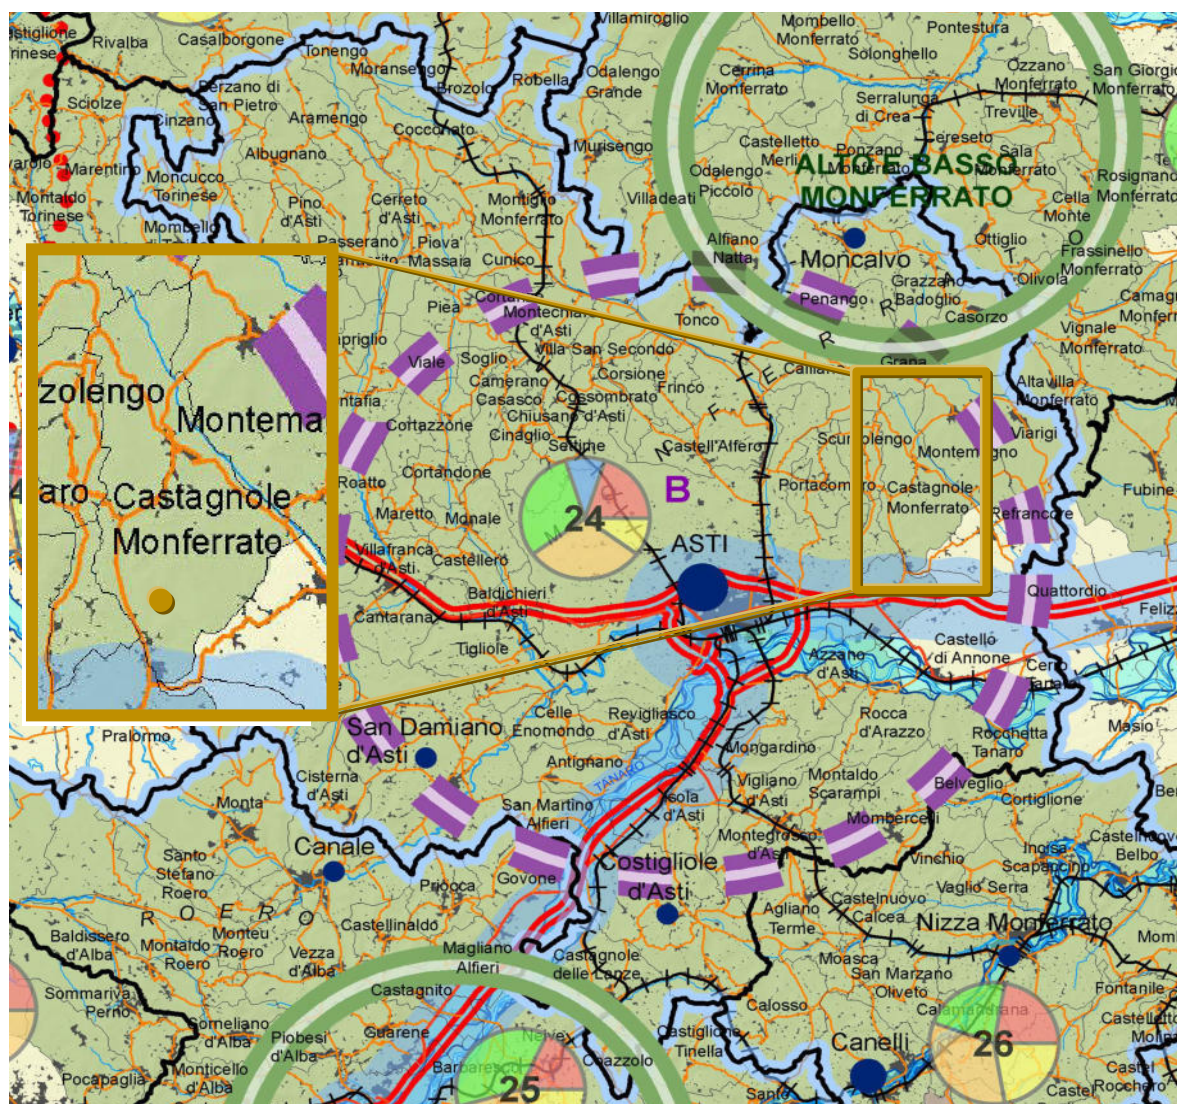 Villamiroglio
Mombello
Monferrato
Pontestura
stiglione
rinese
Rivalba
Casalborgone
Tonengo
Moransengo
Brozolo
Robella
Odalengo
Grande
Solonghello
Cerrina
Monferrato
Ozzano
Monferrato
San Giorgio
Monferrato
Sciolze
Berzano di
San Pietro
Cinzano
Aramengo
Cocconato
Serralunga
di Crea
Treville
Cereseto
Murisengo
Castelletto
Merli
Ponzano
Monferrato
Sala
Monferrato
Albugnano
Marentino
Moncucco
Torinese
Montaldo
Torinese
ALTO E BASSO
MONFERRATO
Odalengo
Piccolo
Rosignano
Monferrato
Villadeati
Pino
d'Asti
Cerreto
d'Asti
Montiglio
Monferrato
Cella
Monte
Mombello
Passerano
Piova'
Massaia
Cunico
Alfiano
Natta
Moncalvo
Ottiglio
Frassinello
Monferrato
Olivola
Grazzano
Badoglio
Penango
Casorzo
Piea
Montechiaro
d'Asti
Tonco
Vignale
Monferrato
Grana
Villa San Secondo
Viale
Soglio
Corsione
Frinco
Camerano
Casasco
Cossombrato
Chiusano d'Asti
Altavilla
Monferrato
Cortazzone
Cinaglio
Settime
Castell'Alfero
Viarigi
zolengo
Montema
Cortandone
Roatto
aro
Castagnole
Monferrato
Portacomaro
Castagnole
Monferrato
Fubine
Refrancore
B
Maretto
Monale
24
ASTI
Villafranca
d'Asti
Castellero
Baldichieri
d'Asti
Quattordio
Cantarana
Tigliole
Castello
di Annone
Azzano
d'Asti
Cerro
Tanaro
San Damiano
d'Asti
Celle
Enomondo
Revigliasco
d'Asti
Rocca
d'Arazzo
Masio
Pralormo
Rocchetta
Tanaro
Mongardino
Antignano
TANARO
Cisterna
d'Asti
Vigliano
d'Asti
Montaldo
Scarampi
Belveglio
Cortiglione
Monta'
San Martino
Alfieri
Isola
d'Asti
Mombercelli
Montegrosso
d'Asti
Canale
Costigliole
d'Asti
Vinchio
Incisa
Scapaccino
Castelnuovo
Belbo
Santo
Stefano
Roero
Priocca
Govone
Vaglio Serra
Castelnuovo
Calcea
Agliano
Terme
Nizza Monferrato
R O E R O
Castellinaldo
Baldissero
d'Alba
Montaldo
Roero
Monteu
Roero
Vezza
d'Alba
Magliano
Alfieri
Castagnole
delle Lanze
Moasca
San Marzano
Oliveto
Castagnito
Calosso
Calamandrana
Fontanile
Sommariva
Perno
Corneliano
d'Alba
Piobesi
d'Alba
Guarene
Neive
Castiglione
Tinella
Canelli
26
Barbaresco
25
Coazzolo
Pocapaglia
Monticello
d'Alba
Castel
Rocchero
Santo